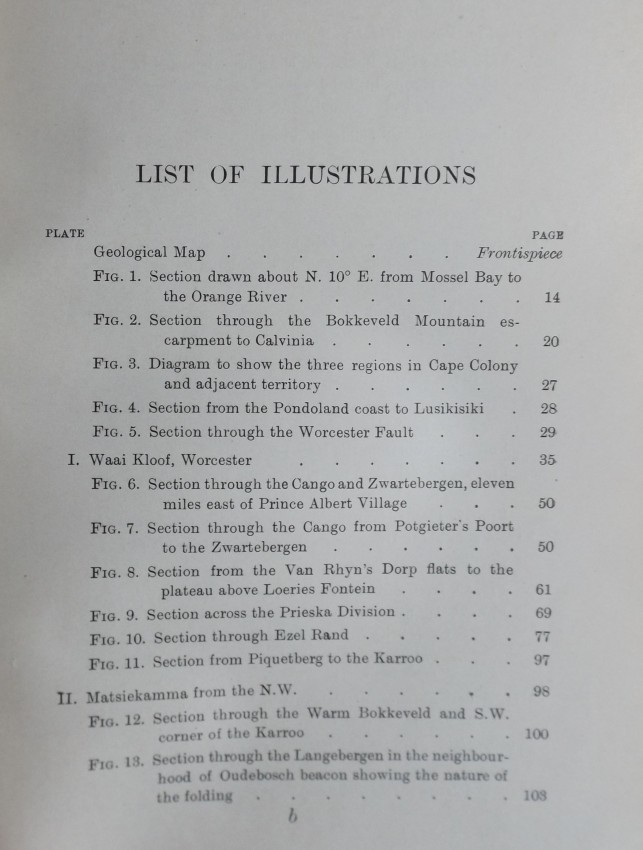 LIST OF ILLUSTRATIONS
PLATE PAGE
Geological Map . . . . . . . Frontispiece
FIG. 1. Section drawn about N. 10° E. from Mossel Bay to
the Orange River . . . . . . . 14
FIG. 2. Section through the Bokkeveld Mountain es-
carpment to Calvinia . . . . . . 20
FIG. 3. Diagram to show the three regions in Cape Colony
and adjacent territory . . . . . . 27
FIG. 4. Section from the Pondoland coast to Lusikisiki . 28
FIG. 5. Section through the Worcester Fault . . . 29
I. Waai Kloof, Worcester . . . . . . . 35
FIG. 6. Section through the Cango and Zwartebergen, eleven
miles east of Prince Albert Village . . . 50
FIG. 7. Section through the Cango from Potgieter's Poort
to the Zwartebergen . . . . . . 50
FIG. 8. Section from the Van Rhyn's Dorp flats to the
plateau above Loeries Fontein . . . . 61
FIG. 9. Section across the Prieska Division . . . . 69
FIG. 10. Section through Ezel Rand . . . . . 77
FIG. 11. Section from Piquetberg to the Karroo . . . 97
II. Matsiekamma from the N.W. . . . . . . . 98
FIG. 12. Section through the Warm Bokkeveld and S.W.
corner of the Karroo . . . . . . 100
FIG. 13. Section through the Langebergen in the neighbour-
hood of Oudebosch beacon showing the nature of
the folding . . . . . . . . 103
b